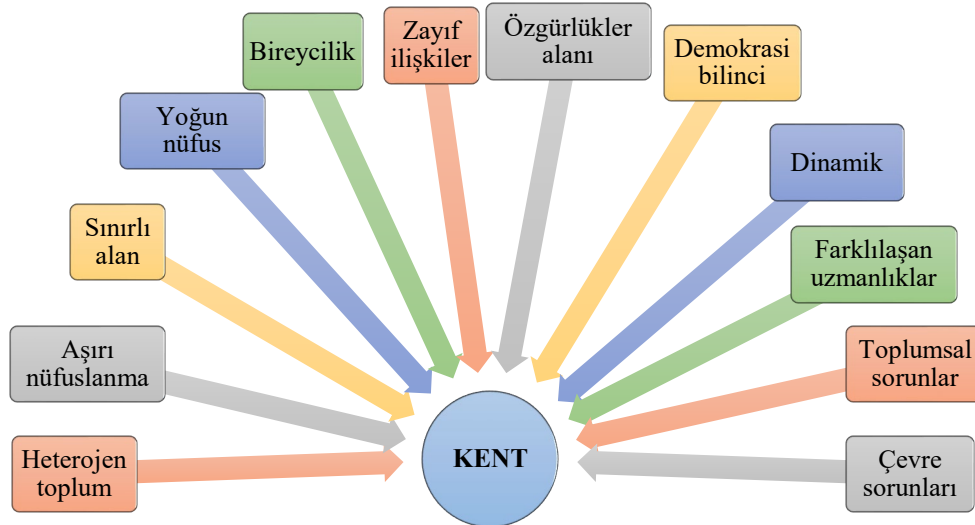 Heterojen
toplum
Aşırı
nüfuslanma
Sınırlı
alan
Yoğun
nüfus
Bireycilik
Zayıf
ilişkiler
Özgürlükler
alanı
Demokrasi
bilinci
Dinamik
Farklılaşan
uzmanlıklar
Toplumsal
sorunlar
Çevre
sorunları
KENT